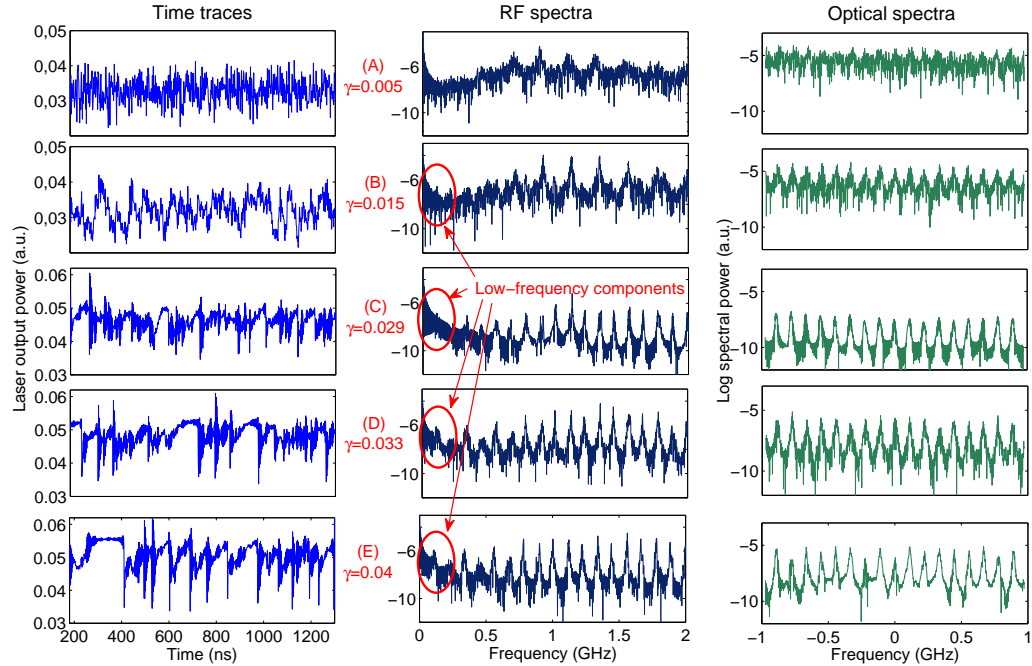 Time traces
RF spectra
Optical spectra
Laser output power (a.u.)
Log spectral power (a.u.)
0,05
0,04
0.03
0.02
(A)
γ=0.005
−6
−10
−5
−10
0,05
0,03
(B)
γ=0.015
−6
−10
−5
−10
0.06
0.05
0.04
0.03
(C)
γ=0.029
−6
−10
Low−frequency components
−5
−10
0.06
0.05
0.04
0.03
(D)
γ=0.033
−6
−10
−5
−10
0.06
0.05
0.04
0.03
(E)
γ=0.04
−6
−10
−5
−10
200 400 600 800 1000 1200
Time (ns)
0 0.5 1 1.5 2
Frequency (GHz)
−1 −0.5 0 0.5 1
Frequency (GHz)